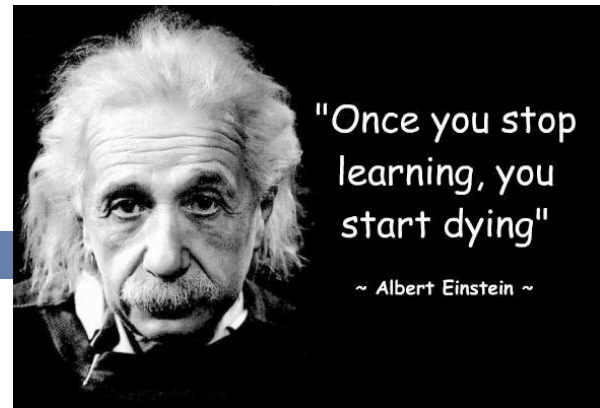 "Once you stop
learning, you
start dying"
~ Albert Einstein ~